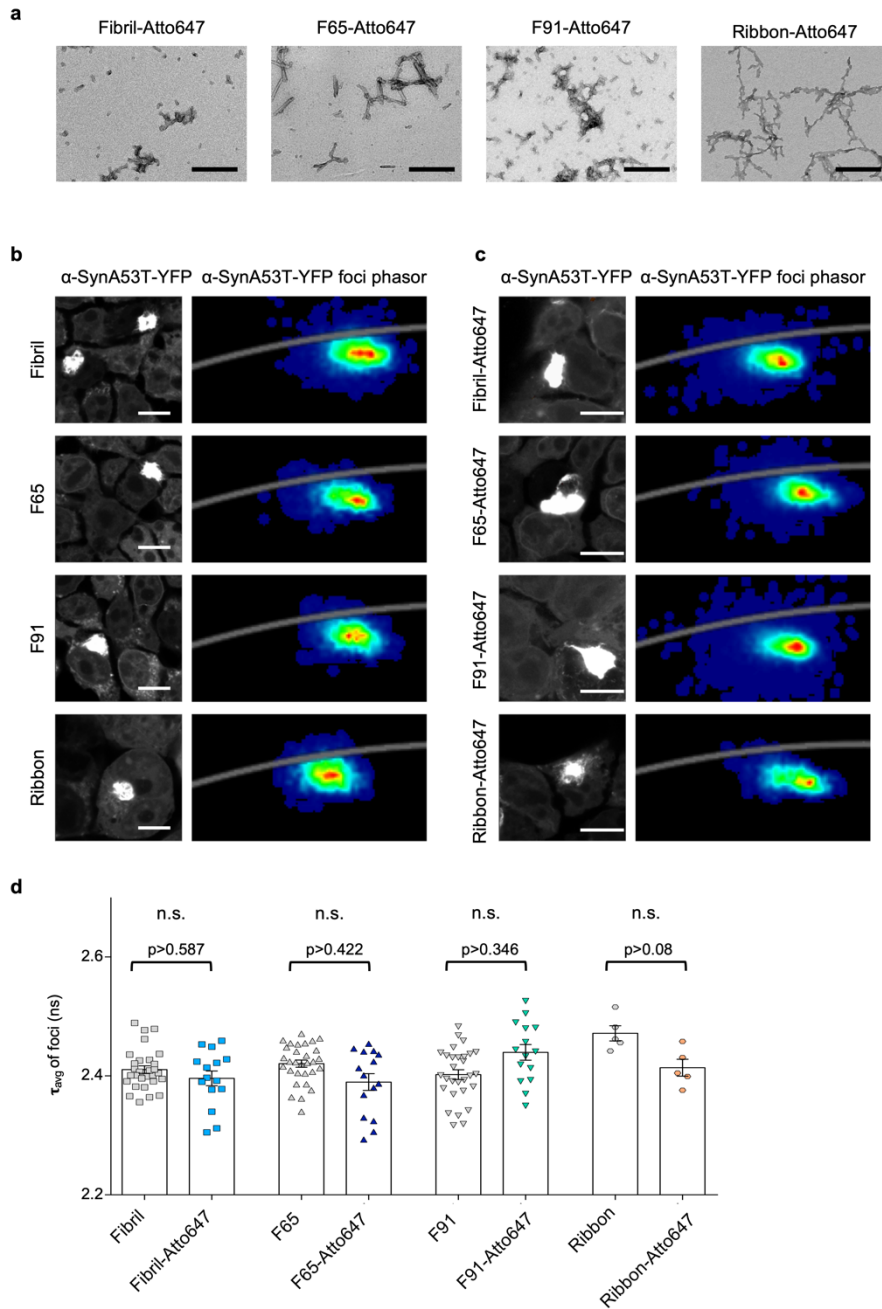 a
Fibril-Atto647 F65-Atto647 F91-Atto647 Ribbon-Atto647
b
α-SynA53T-YFP α-SynA53T-YFP foci phasor
Fibril
F65
F91
Ribbon
c
α-SynA53T-YFP α-SynA53T-YFP foci phasor
Fibril-Atto647
F65-Atto647
F91-Atto647
Ribbon-Atto647
d
n.s. n.s. n.s. n.s.
p>0.587 p>0.422 p>0.346 p>0.08
τavg of foci (ns)
2.6
2.4
2.2
Fibril Fibril-Atto647 F65 F65-Atto647 F91 F91-Atto647 Ribbon Ribbon-Atto647